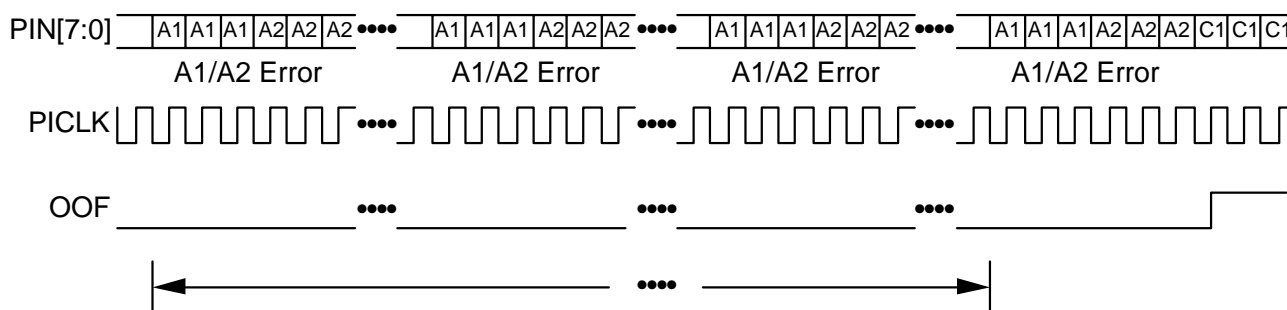 PIN[7:0] A1 A1 A1 A2 A2 A2 •••• A1 A1 A1 A2 A2 A2 •••• A1 A1 A1 A2 A2 A2 •••• A1 A1 A1 A2 A2 A2 C1 C1 C1
A1/A2 Error A1/A2 Error A1/A2 Error A1/A2 Error
PICLK •••• •••• ••••
OOF •••• •••• ••••
••••